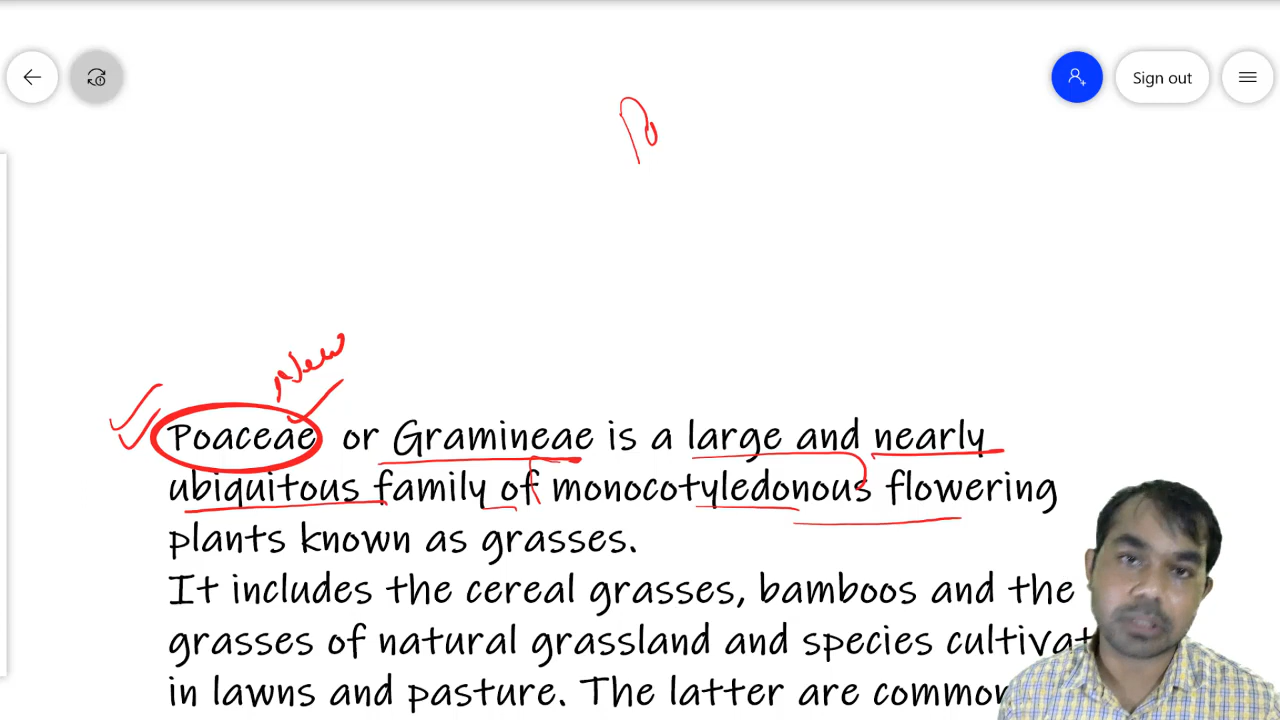 Sign out
Po
New
Poaceae or Gramineae is a large and nearly
ubiquitous family of monocotyledonous flowering
plants known as grasses.
It includes the cereal grasses, bamboos and the
grasses of natural grassland and species
in lawns and pasture. The latter are